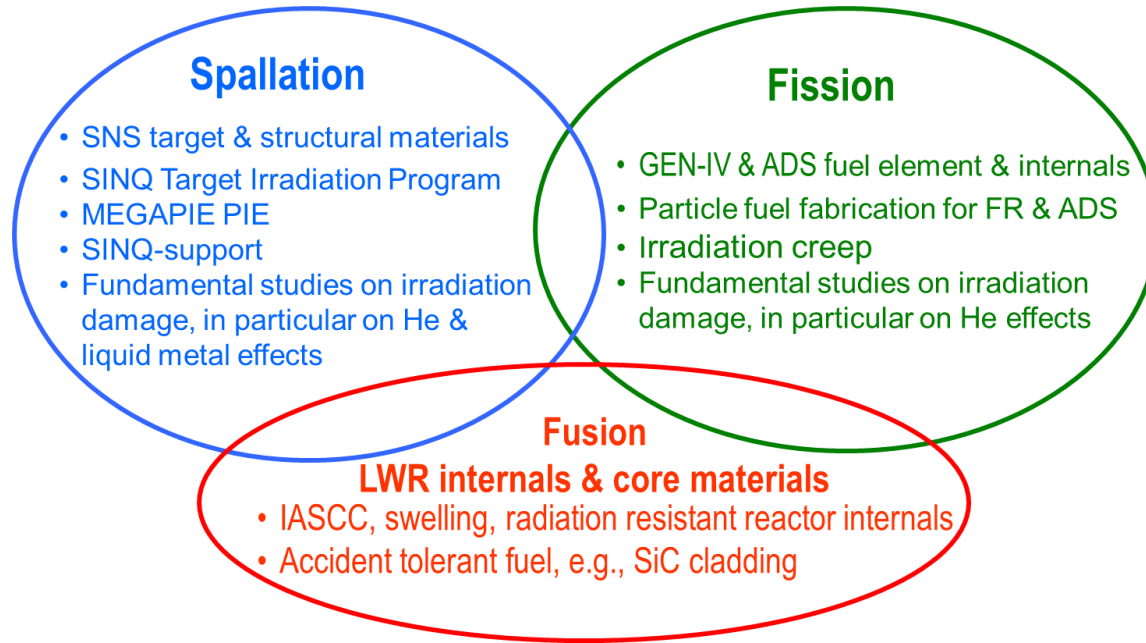 Spallation
• SNS target & structural materials
• SINQ Target Irradiation Program
• MEGAPIE PIE
• SINQ-support
• Fundamental studies on irradiation
damage, in particular on He &
liquid metal effects
Fission
• GEN-IV & ADS fuel element & internals
• Particle fuel fabrication for FR & ADS
• Irradiation creep
• Fundamental studies on irradiation
damage, in particular on He effects
Fusion
LWR internals & core materials
• IASCC, swelling, radiation resistant reactor internals
• Accident tolerant fuel, e.g., SiC cladding